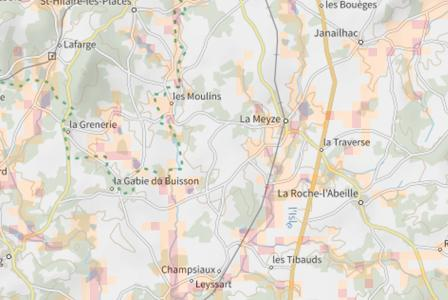 St-Hilaire-les-Places
les Bouèges
Janailhac
Lafarge
les Moulins
La Meyze
la Grenerie
la Traverse
la Gabie du Buisson
La Roche-l'Abeille
l'Isle
les Tibauds
Champsiaux
Leyssart